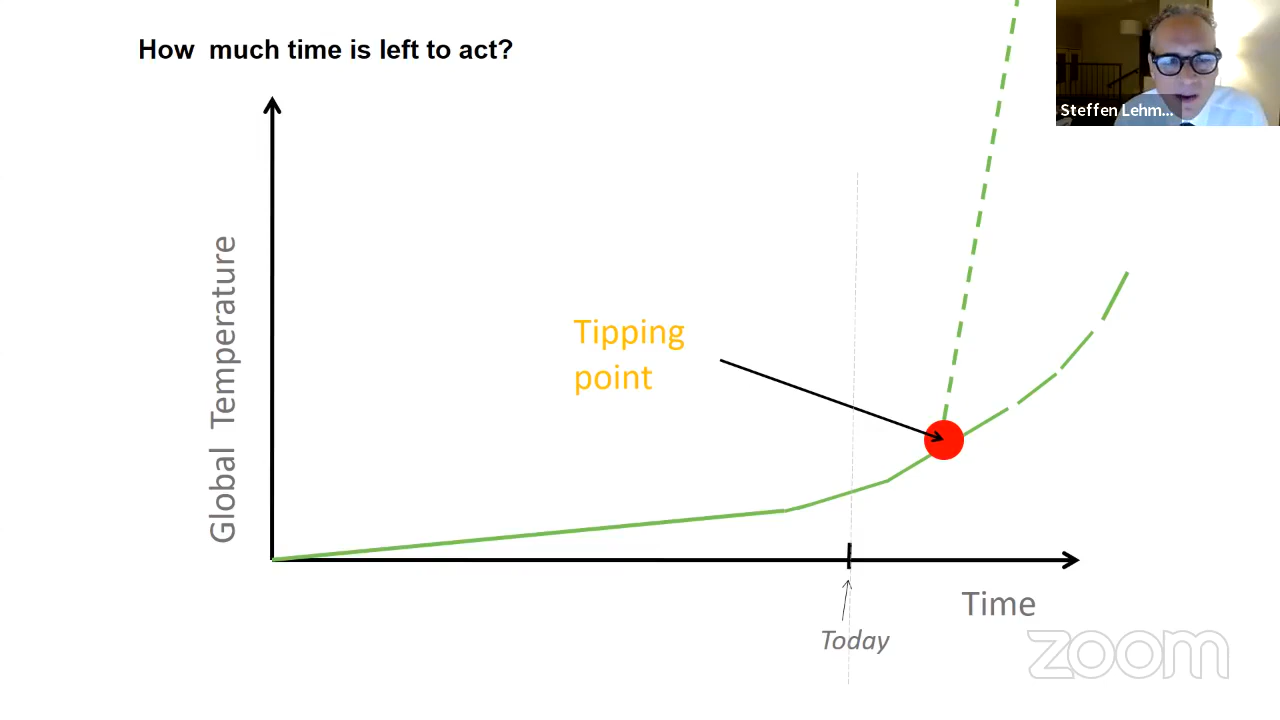 How much time is left to act?
Steffen Lehm...
Global Temperature
Tipping
point
Time
Today
zoom